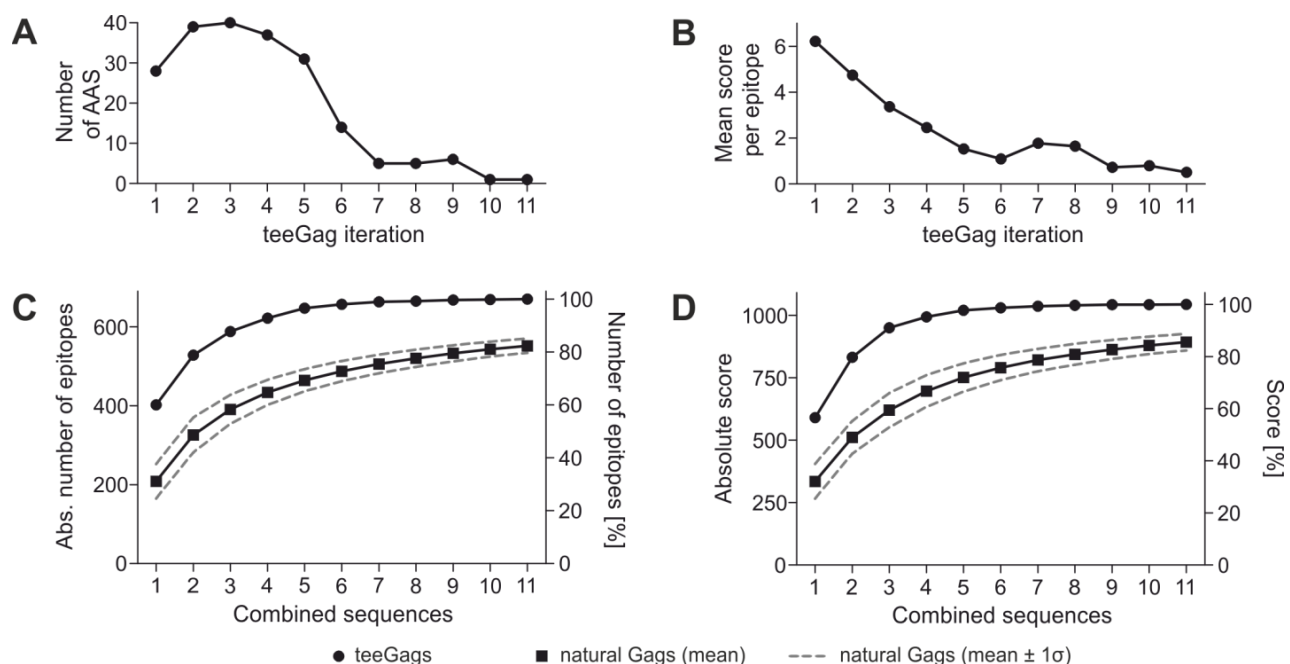 A
Number
of AAS
40
30
20
10
0
1 2 3 4 5 6 7 8 9 10 11
teeGag iteration
B
Mean score
per epitope
6
4
2
0
1 2 3 4 5 6 7 8 9 10 11
teeGag iteration
C
Abs. number of epitopes
600
400
200
0
1 2 3 4 5 6 7 8 9 10 11
Combined sequences
100
80
60
40
20
0
Number of epitopes [%]
D
Absolute score
1000
750
500
250
0
1 2 3 4 5 6 7 8 9 10 11
Combined sequences
100
80
60
40
20
0
Score [%]
teeGags
natural Gags (mean)
natural Gags (mean ± 1σ)